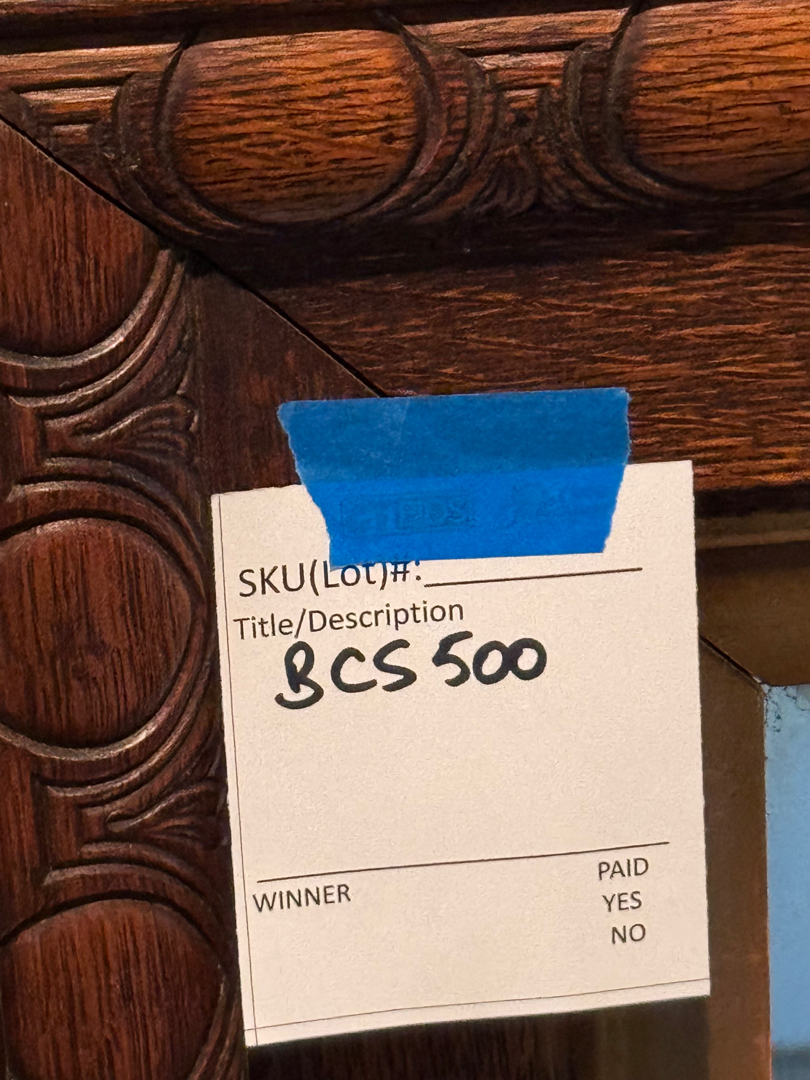 SKU(Lot)#:
Title/Description
BCS 500
WINNER
PAID
YES
NO